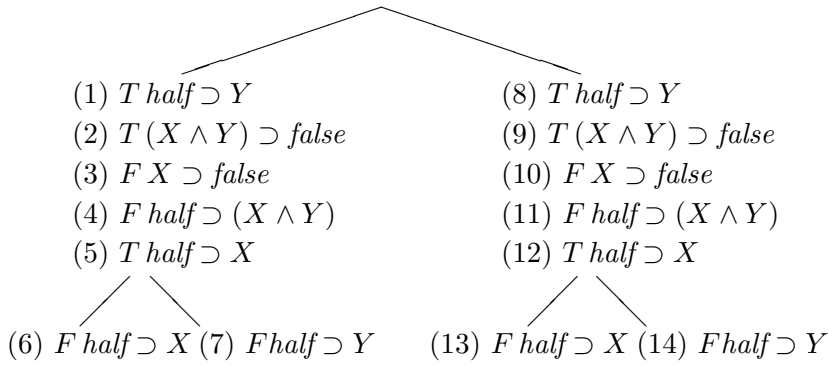 (1) T half ⊃ Y (8) T half ⊃ Y
(2) T (X ∧ Y) ⊃ false (9) T (X ∧ Y) ⊃ false
(3) F X ⊃ false (10) F X ⊃ false
(4) F half ⊃ (X ∧ Y) (11) F half ⊃ (X ∧ Y)
(5) T half ⊃ X (12) T half ⊃ X
(6) F half ⊃ X (7) F half ⊃ Y (13) F half ⊃ X (14) F half ⊃ Y